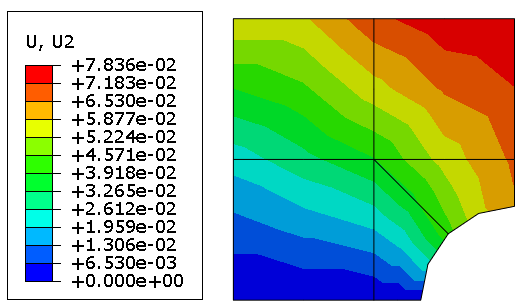 U, U2
+7.836e-02
+7.183e-02
+6.530e-02
+5.877e-02
+5.224e-02
+4.571e-02
+3.918e-02
+3.265e-02
+2.612e-02
+1.959e-02
+1.306e-02
+6.530e-03
+0.000e+00